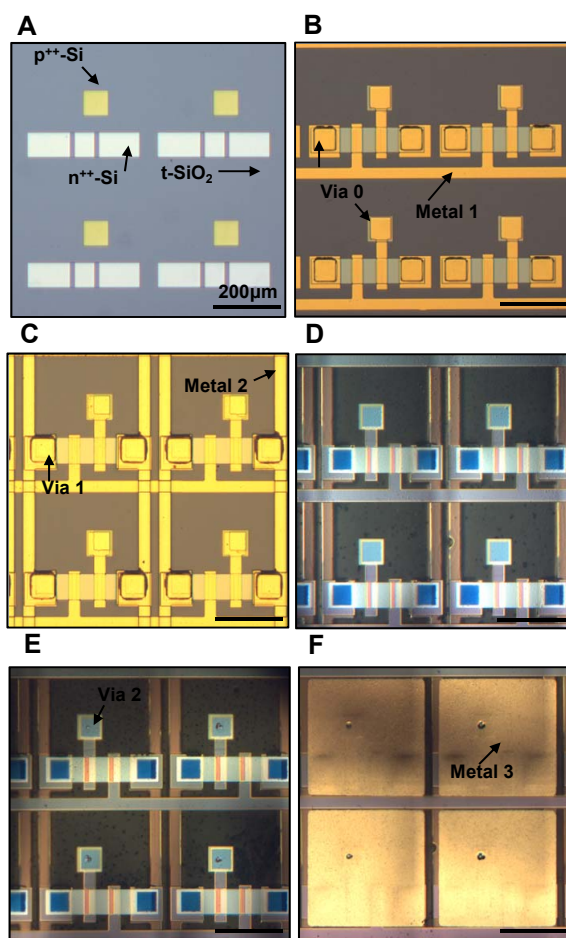 A
p++-Si
n++-Si
t-SiO2
200µm
B
Via 0
Metal 1
C
Metal 2
Via 1
D
E
Via 2
F
Metal 3